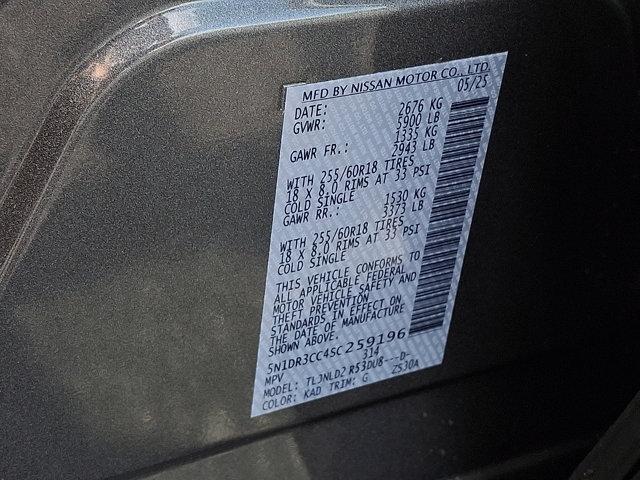 MFD BY NISSAN MOTOR CO., LTD.
DATE: 05/25
GVWR: 2676 KG
5900 LB
GAWR FR.: 1335 KG
2943 LB
WITH 255/60R18 TIRES
18 X 8.0 RIMS AT 33 PSI
COLD SINGLE
GAWR RR.: 1530 KG
3373 LB
WITH 255/60R18 TIRES
18 X 8.0 RIMS AT 33 PSI
COLD SINGLE
THIS VEHICLE CONFORMS TO
ALL APPLICABLE FEDERAL
MOTOR VEHICLE SAFETY AND
THEFT PREVENTION
STANDARDS IN EFFECT ON
THE DATE OF MANUFACTURE
SHOWN ABOVE.
5N1DR3CC4SC259196
MPV 314
MODEL: TLJNLD2 R53DU8---D-
COLOR: KAD TRIM: G Z530A